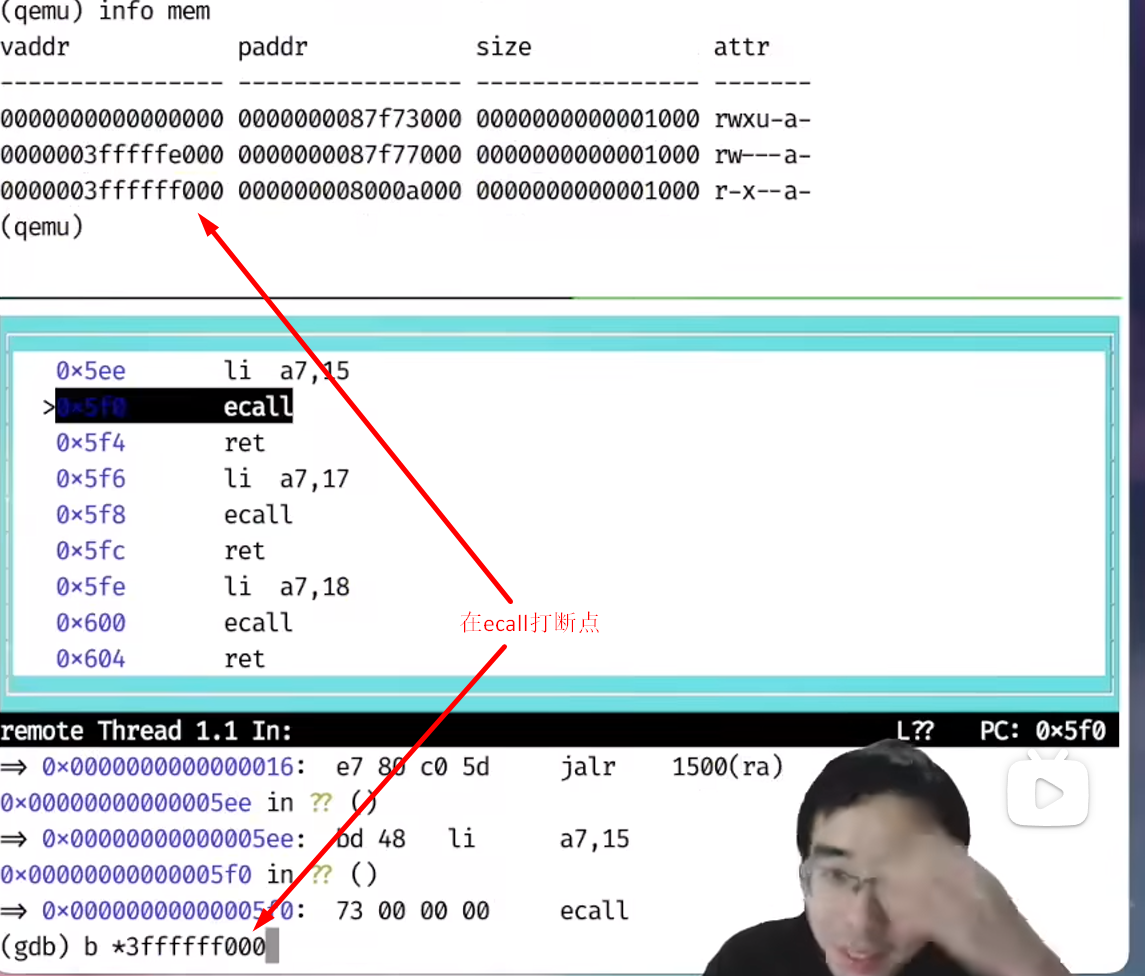 (qemu) info mem
vaddr paddr size attr
---------------- ---------------- ---------------- -------
0000000000000000 0000000087f73000 0000000000001000 rwxu-a-
0000003fffffe000 0000000087f77000 0000000000001000 rw---a-
0000003ffffff000 000000008000a000 0000000000001000 r-x--a-
(qemu)
0x5ee li a7,15
>0x5f0 ecall
0x5f4 ret
0x5f6 li a7,17
0x5f8 ecall
0x5fc ret
0x5fe li a7,18
0x600 ecall
0x604 ret
在ecall打断点
remote Thread 1.1 In: L?? PC: 0x5f0
=> 0x0000000000000016: e7 80 c0 5d jalr 1500(ra)
0x00000000000005ee in ?? ()
=> 0x00000000000005ee: bd 48 li a7,15
0x00000000000005f0 in ?? ()
=> 0x00000000000005f0: 73 00 00 00 ecall
(gdb) b *3ffffff000